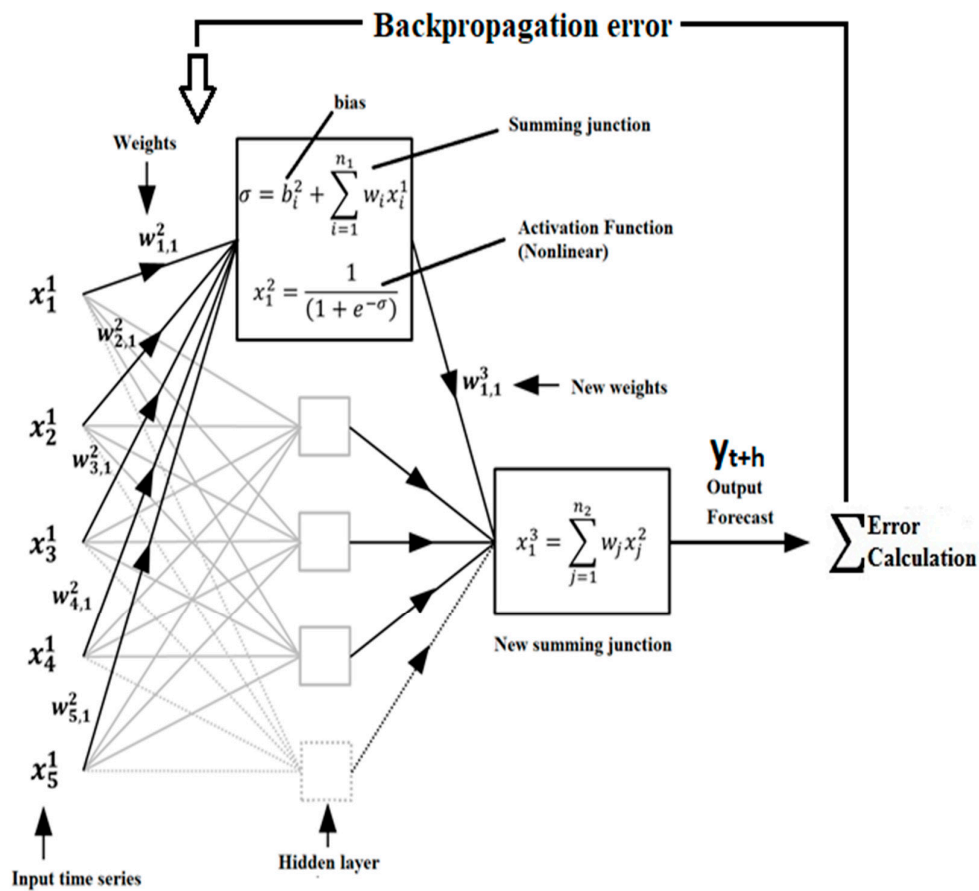 Backpropagation error
bias
Weights
Summing junction
σ = b_i^2 + ∑_{i=1}^{n_1} w_i x_i^1
Activation Function
(Nonlinear)
x_1^2 = 1 / (1 + e^{-σ})
w_{1,1}^2
x_1^1
w_{2,1}^2
w_{1,1}^3
New weights
x_2^1
w_{3,1}^2
y_{t+h}
Output
Forecast
x_3^1
x_1^3 = ∑_{j=1}^{n_2} w_j x_j^2
∑ Error
Calculation
w_{4,1}^2
New summing junction
x_4^1
w_{5,1}^2
x_5^1
Hidden layer
Input time series